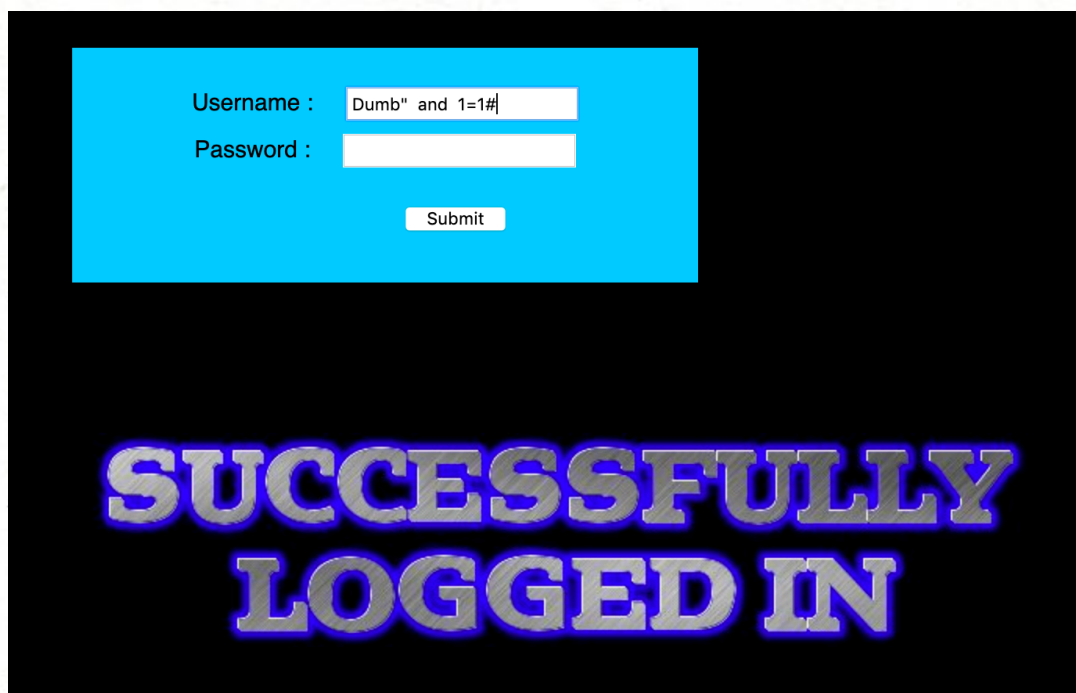 Username :
Dumb" and 1=1#
Password :
Submit
SUCCESSFULLY
LOGGED IN